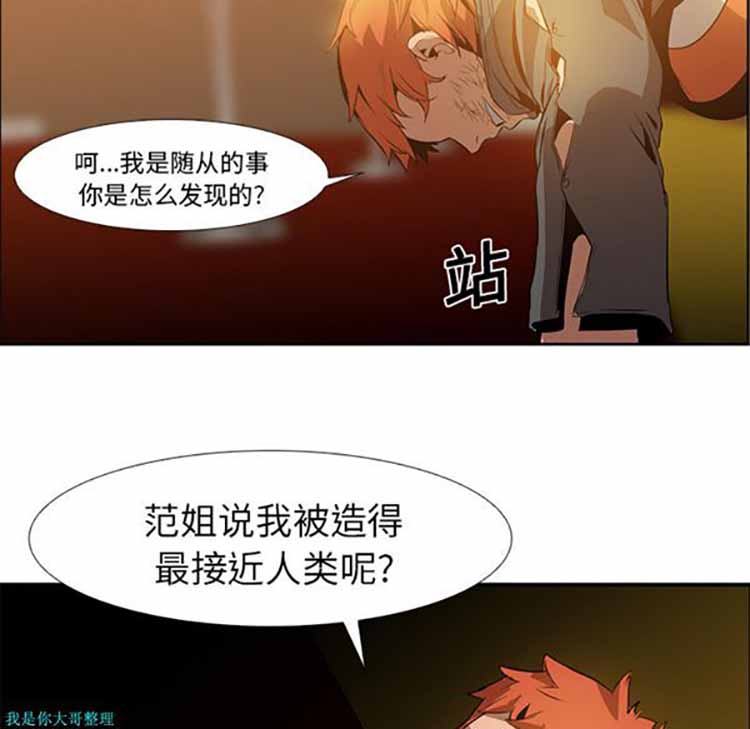 呵...我是随从的事
你是怎么发现的?
站
范姐说我被造得
最接近人类呢?
我是你大哥整理